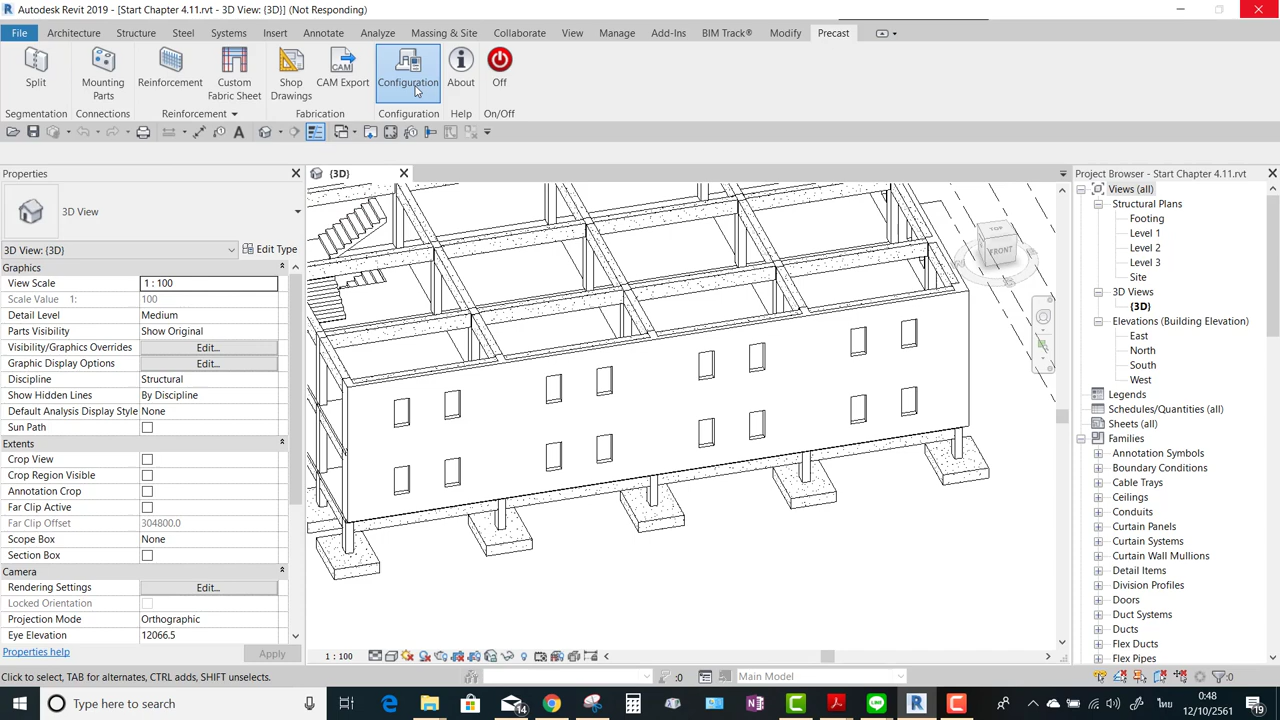 Autodesk Revit 2019 - [Start Chapter 4.11.rvt - 3D View: {3D}] (Not Responding)
File Architecture Structure Steel Systems Insert Annotate Analyze Massing & Site Collaborate View Manage Add-Ins BIM Track® Modify Precast
Split Mounting Parts Reinforcement Custom Fabric Sheet Shop Drawings CAM Export Configuration About Off
Segmentation Connections Reinforcement Fabrication Configuration Help On/Off
Properties
{3D}
Project Browser - Start Chapter 4.11.rvt
3D View
3D View: {3D}
Edit Type
Graphics
View Scale 1 : 100
Scale Value 1: 100
Detail Level Medium
Parts Visibility Show Original
Visibility/Graphics Overrides Edit...
Graphic Display Options Edit...
Discipline Structural
Show Hidden Lines By Discipline
Default Analysis Display Style None
Sun Path
Extents
Crop View
Crop Region Visible
Annotation Crop
Far Clip Active
Far Clip Offset 304800.0
Scope Box None
Section Box
Camera
Rendering Settings Edit...
Locked Orientation
Projection Mode Orthographic
Eye Elevation 12066.5
Properties help
Apply
TOP
FRONT
Views (all)
Structural Plans
Footing
Level 1
Level 2
Level 3
Site
3D Views
{3D}
Elevations (Building Elevation)
East
North
South
West
Legends
Schedules/Quantities (all)
Sheets (all)
Families
Annotation Symbols
Boundary Conditions
Cable Trays
Ceilings
Conduits
Curtain Panels
Curtain Systems
Curtain Wall Mullions
Detail Items
Division Profiles
Doors
Duct Systems
Ducts
Flex Ducts
Flex Pipes
1 : 100
Click to select, TAB for alternates, CTRL adds, SHIFT unselects.
:0
Main Model
:0
Type here to search
14
ไทย
0:48
12/10/2561